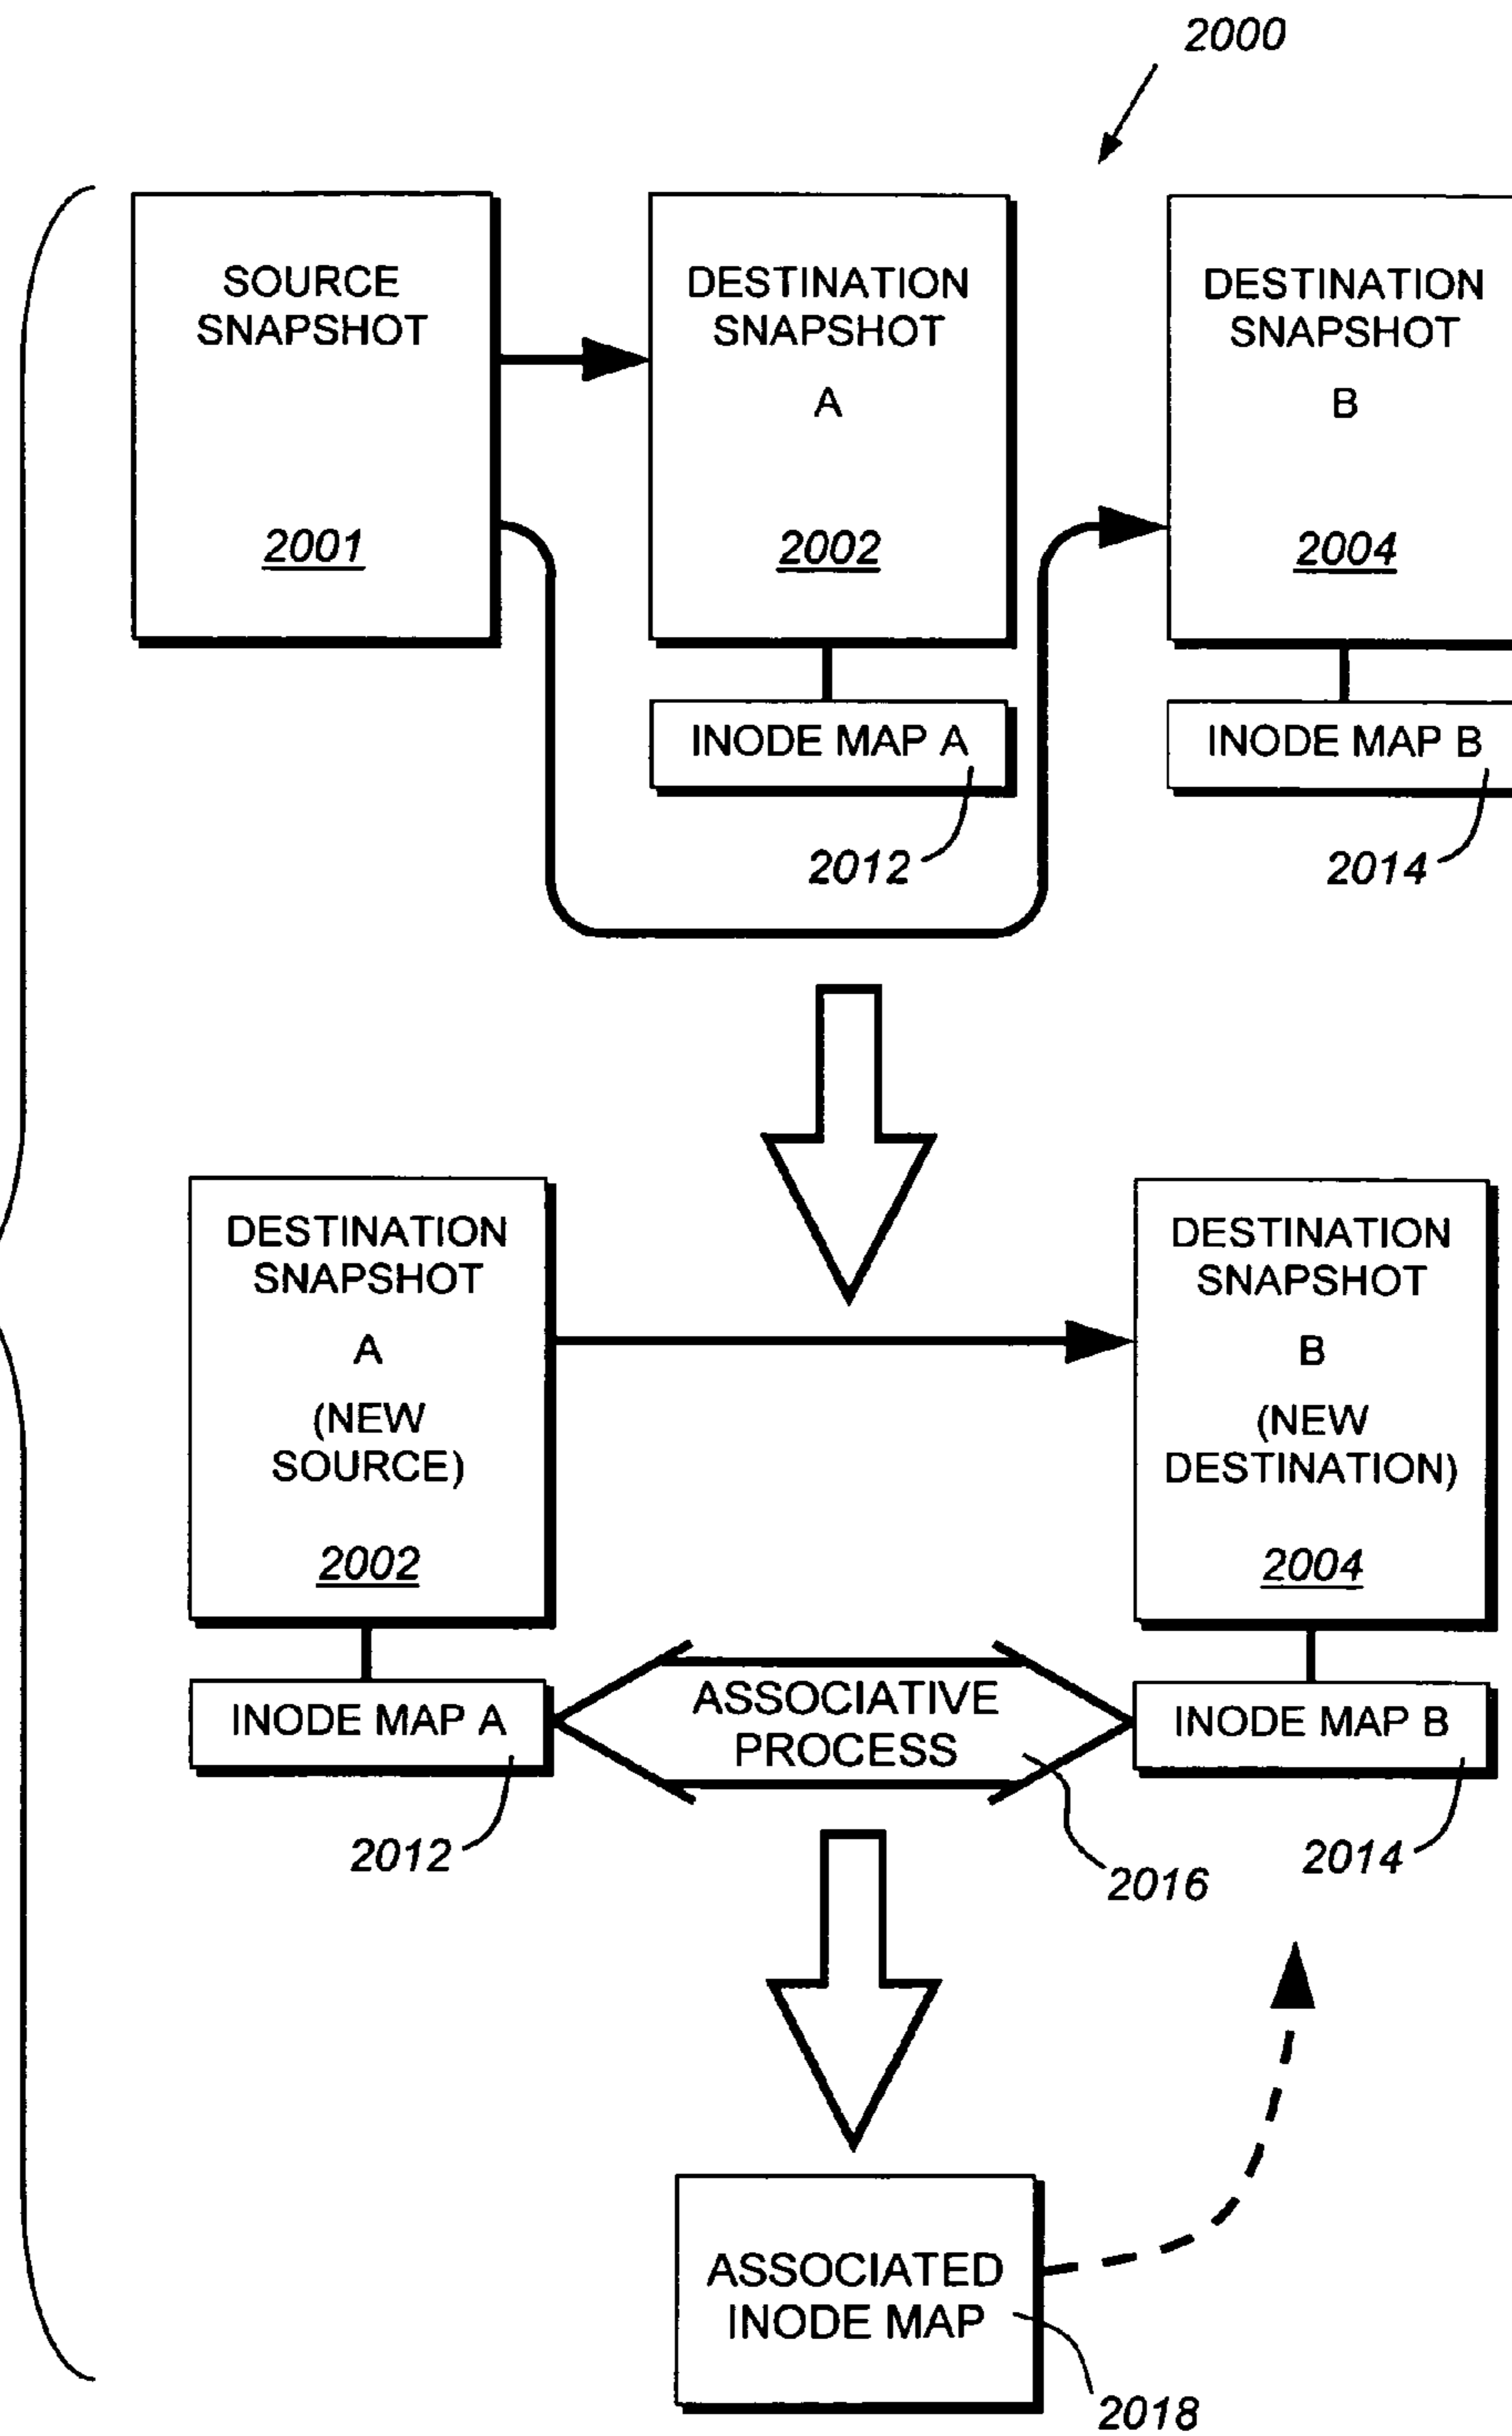 2000
SOURCE
SNAPSHOT
2001
DESTINATION
SNAPSHOT
A
2002
DESTINATION
SNAPSHOT
B
2004
INODE MAP A
2012
INODE MAP B
2014
DESTINATION
SNAPSHOT
A
(NEW
SOURCE)
2002
DESTINATION
SNAPSHOT
B
(NEW
DESTINATION)
2004
INODE MAP A
2012
ASSOCIATIVE
PROCESS
2016
INODE MAP B
2014
ASSOCIATED
INODE MAP
2018